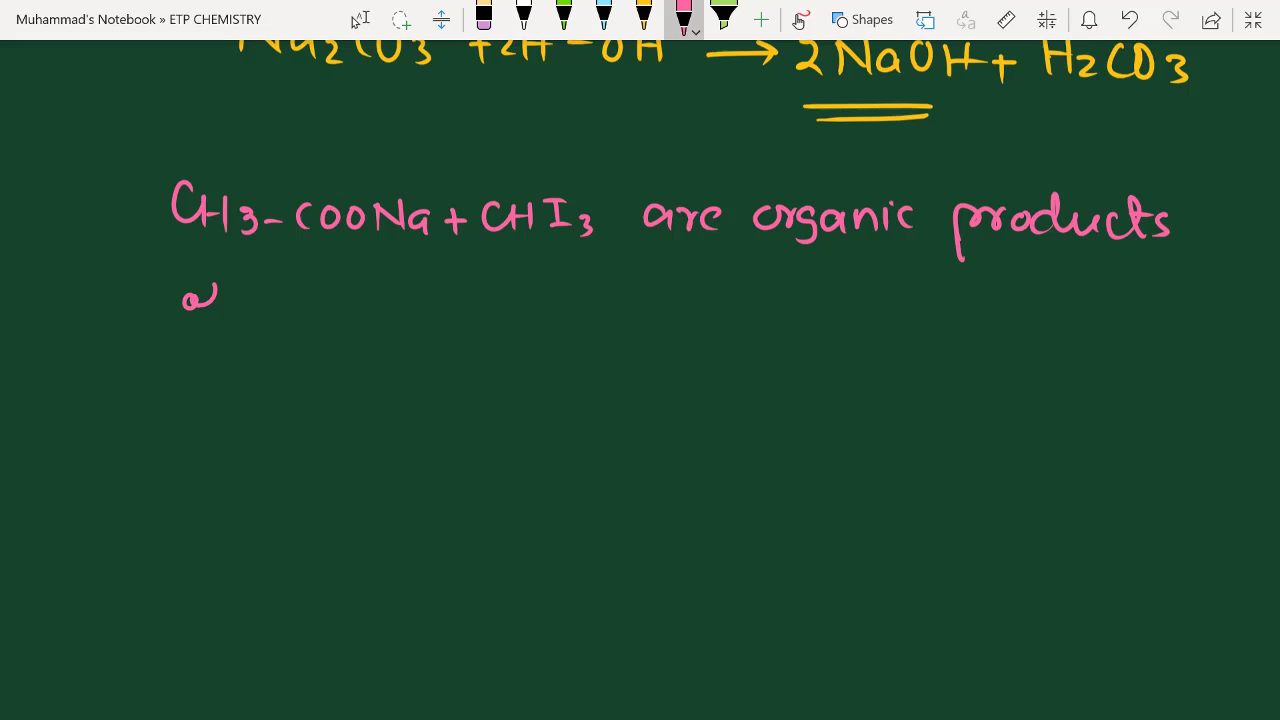 Muhammad's Notebook » ETP CHEMISTRY Shapes
Na2CO3 + 2H-OH → 2NaOH + H2CO3
CH3-COONa + CHI3 are organic products